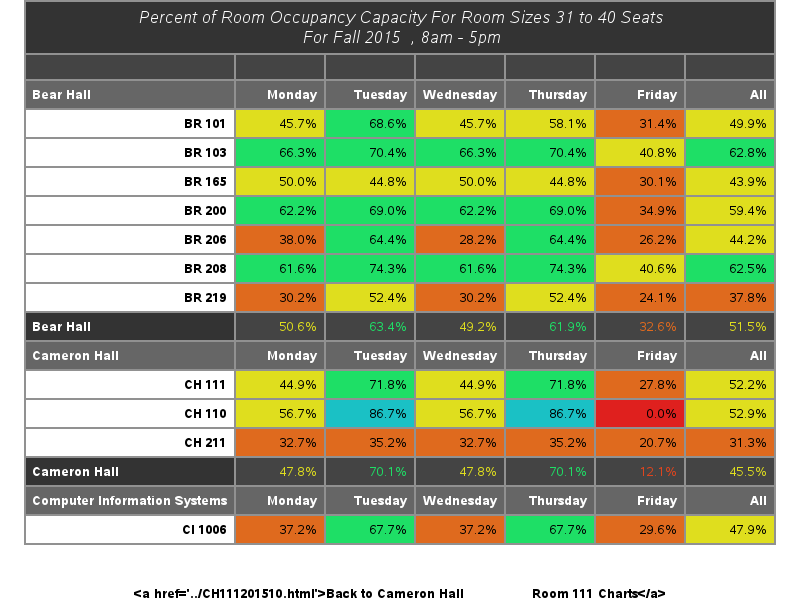 Percent of Room Occupancy Capacity For Room Sizes 31 to 40 Seats
For Fall 2015 , 8am - 5pm
Bear Hall Monday Tuesday Wednesday Thursday Friday All
BR 101 45.7% 68.6% 45.7% 58.1% 31.4% 49.9%
BR 103 66.3% 70.4% 66.3% 70.4% 40.8% 62.8%
BR 165 50.0% 44.8% 50.0% 44.8% 30.1% 43.9%
BR 200 62.2% 69.0% 62.2% 69.0% 34.9% 59.4%
BR 206 38.0% 64.4% 28.2% 64.4% 26.2% 44.2%
BR 208 61.6% 74.3% 61.6% 74.3% 40.6% 62.5%
BR 219 30.2% 52.4% 30.2% 52.4% 24.1% 37.8%
Bear Hall 50.6% 63.4% 49.2% 61.9% 32.6% 51.5%
Cameron Hall Monday Tuesday Wednesday Thursday Friday All
CH 111 44.9% 71.8% 44.9% 71.8% 27.8% 52.2%
CH 110 56.7% 86.7% 56.7% 86.7% 0.0% 52.9%
CH 211 32.7% 35.2% 32.7% 35.2% 20.7% 31.3%
Cameron Hall 47.8% 70.1% 47.8% 70.1% 12.1% 45.5%
Computer Information Systems Monday Tuesday Wednesday Thursday Friday All
CI 1006 37.2% 67.7% 37.2% 67.7% 29.6% 47.9%
<a href='../CH111201510.html'>Back to Cameron Hall Room 111 Charts</a>